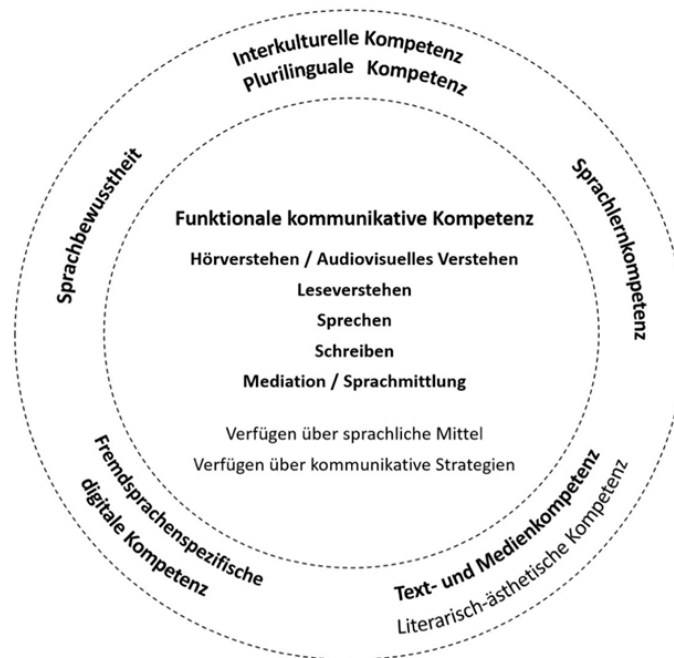 Interkulturelle Kompetenz
Plurilinguale Kompetenz
Sprachbewusstheit
Sprachlernkompetenz
Funktionale kommunikative Kompetenz
Hörverstehen / Audiovisuelles Verstehen
Leseverstehen
Sprechen
Schreiben
Mediation / Sprachmittlung
Verfügen über sprachliche Mittel
Verfügen über kommunikative Strategien
Fremdsprachenspezifische
digitale Kompetenz
Text- und Medienkompetenz
Literarisch-ästhetische Kompetenz